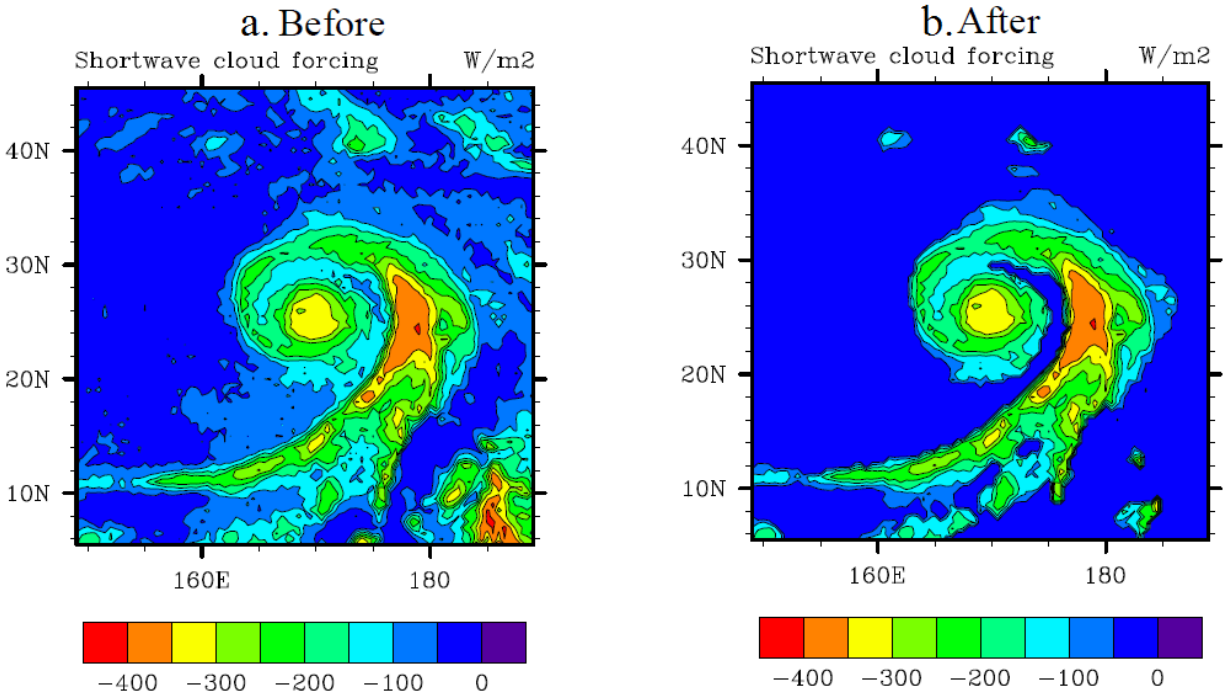 a. Before
Shortwave cloud forcing W/m2
40N
30N
20N
10N
160E 180
−400 −300 −200 −100 0
b. After
Shortwave cloud forcing W/m2
40N
30N
20N
10N
160E 180
−400 −300 −200 −100 0